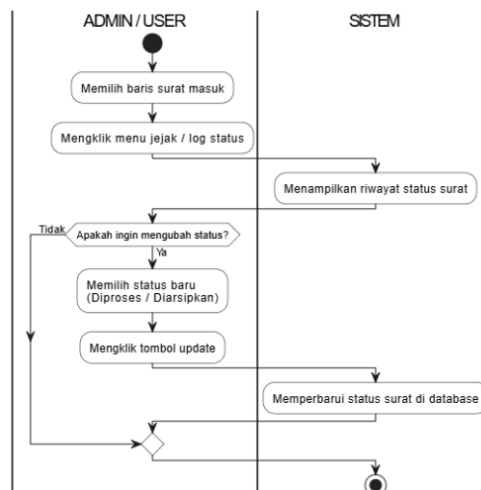 ADMIN / USER
SISTEM
Memilih baris surat masuk
Mengklik menu jejak / log status
Menampilkan riwayat status surat
Tidak
Apakah ingin mengubah status?
Ya
Memilih status baru
(Diproses / Diarsipkan)
Mengklik tombol update
Memperbarui status surat di database